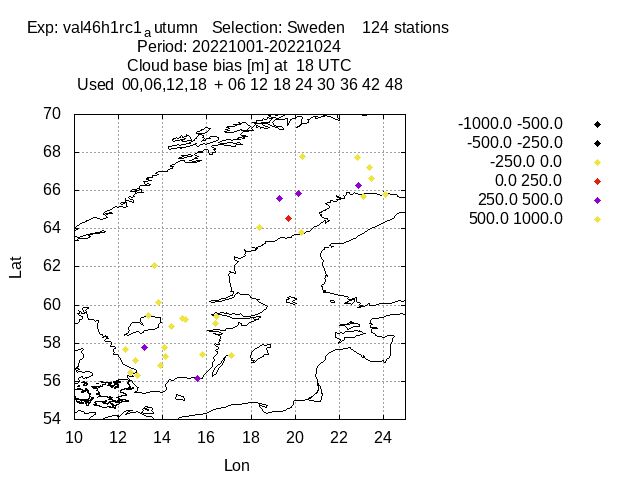 Exp: val46h1rc1_autumn   Selection: Sweden    124 stations
Period: 20221001-20221024
Cloud base bias [m] at  18 UTC
Used  00,06,12,18  + 06 12 18 24 30 36 42 48
-1000.0 -500.0
-500.0 -250.0
-250.0 0.0
0.0 250.0
250.0 500.0
500.0 1000.0
70
68
66
64
62
60
58
56
54
Lat
10 12 14 16 18 20 22 24
Lon